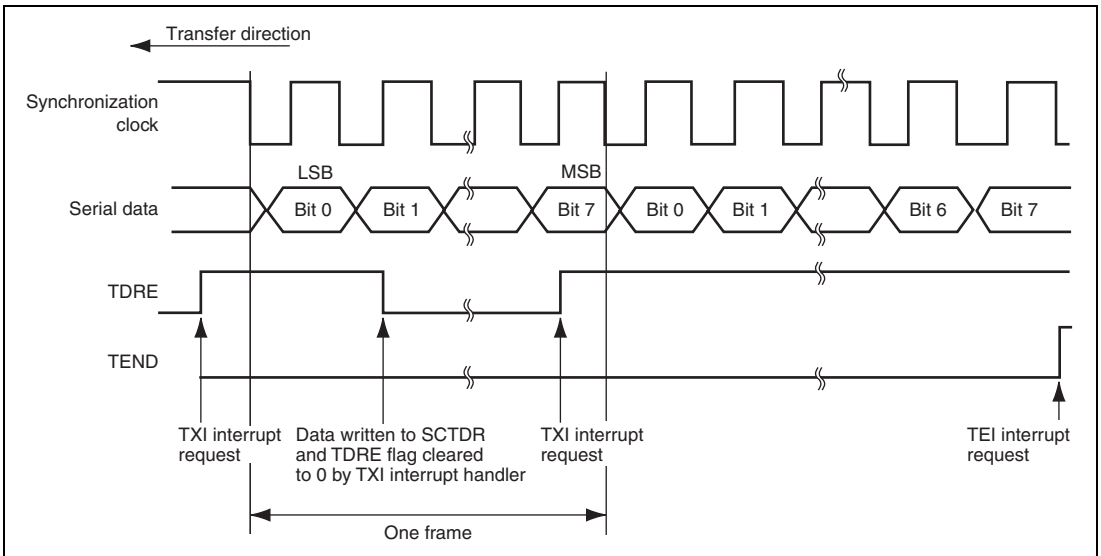 Transfer direction
Synchronization
clock
LSB
MSB
Serial data
Bit 0
Bit 1
Bit 7
Bit 0
Bit 1
Bit 6
Bit 7
TDRE
TEND
TXI interrupt
request
Data written to SCTDR
and TDRE flag cleared
to 0 by TXI interrupt handler
TXI interrupt
request
TEI interrupt
request
One frame